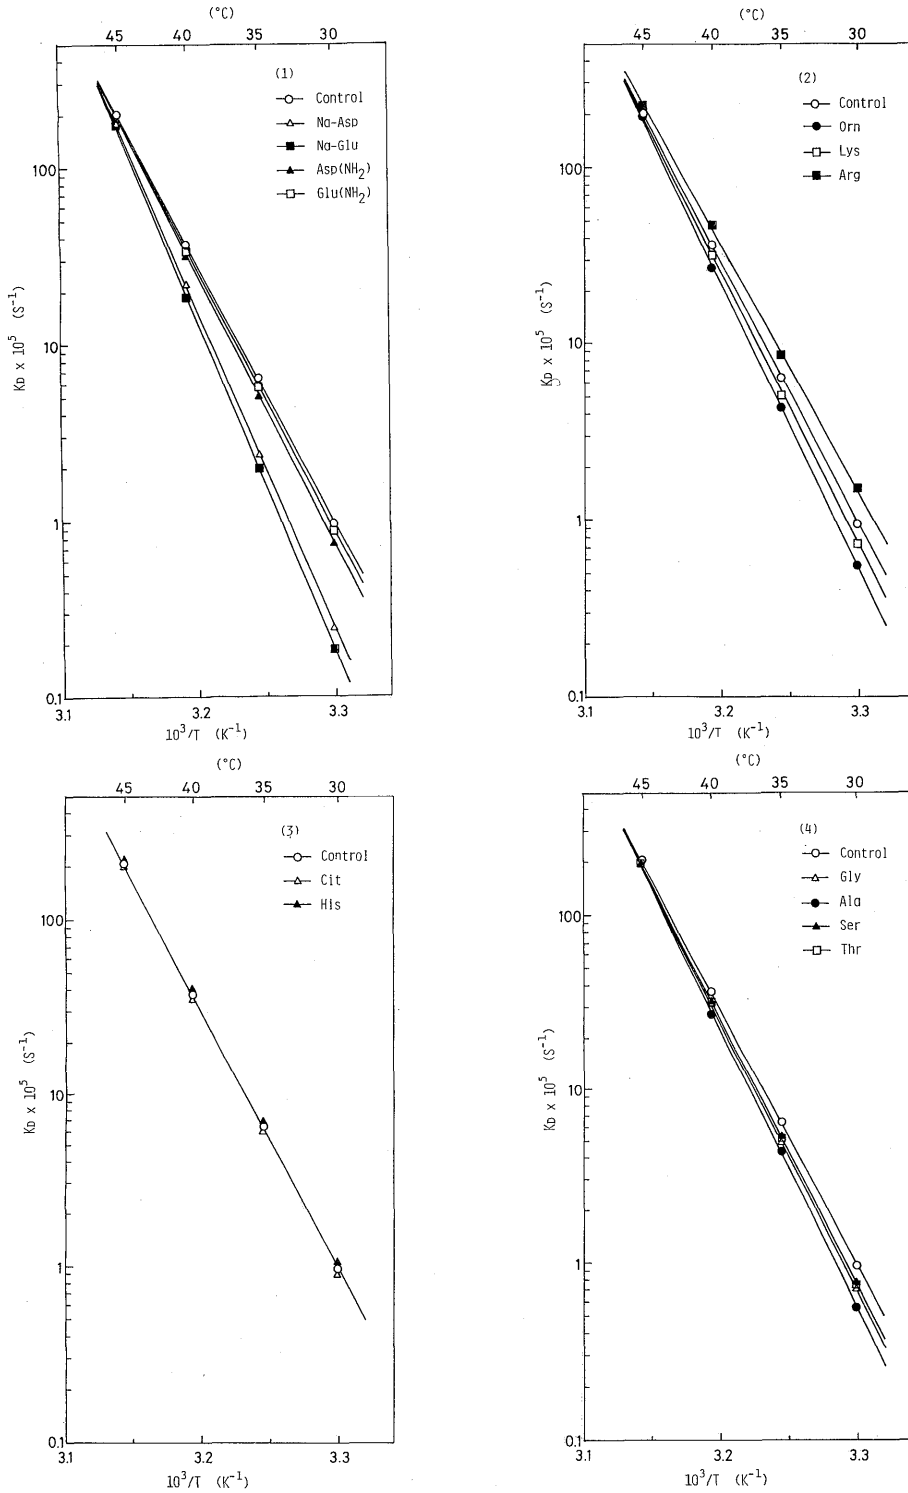 (°C)
45 40 35 30
(1)
Control
Na-Asp
Na-Glu
Asp(NH2)
Glu(NH2)
100
10
1
0.1
KD x 10^5 (S^-1)
3.1 3.2 3.3
10^3/T (K^-1)
(°C)
45 40 35 30
(2)
Control
Orn
Lys
Arg
100
10
1
0.1
KD x 10^5 (S^-1)
3.1 3.2 3.3
10^3/T (K^-1)
(°C)
45 40 35 30
(3)
Control
Cit
His
100
10
1
0.1
KD x 10^5 (S^-1)
3.1 3.2 3.3
10^3/T (K^-1)
(°C)
45 40 35 30
(4)
Control
Gly
Ala
Ser
Thr
100
10
1
0.1
KD x 10^5 (S^-1)
3.1 3.2 3.3
10^3/T (K^-1)